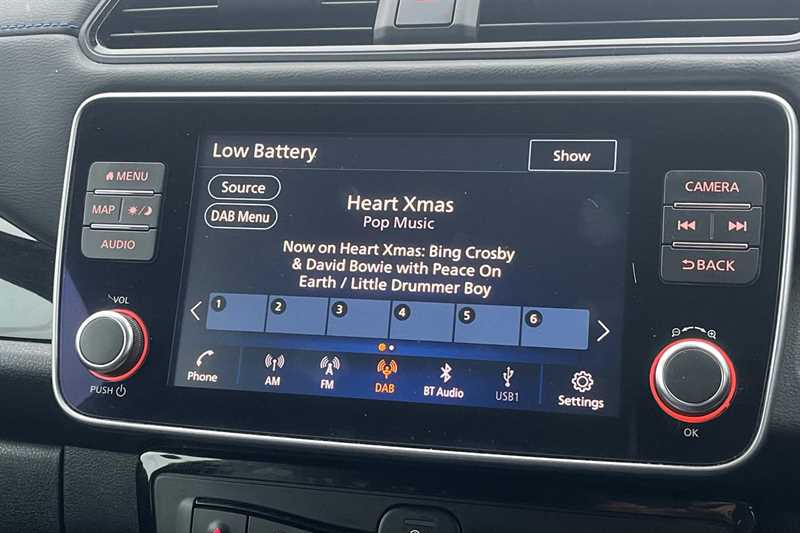 Low Battery
Show
MENU
MAP
AUDIO
Source
DAB Menu
Heart Xmas
Pop Music
Now on Heart Xmas: Bing Crosby
& David Bowie with Peace On
Earth / Little Drummer Boy
1 2 3 4 5 6
Phone
AM
FM
DAB
BT Audio
USB1
Settings
VOL
PUSH
CAMERA
BACK
OK